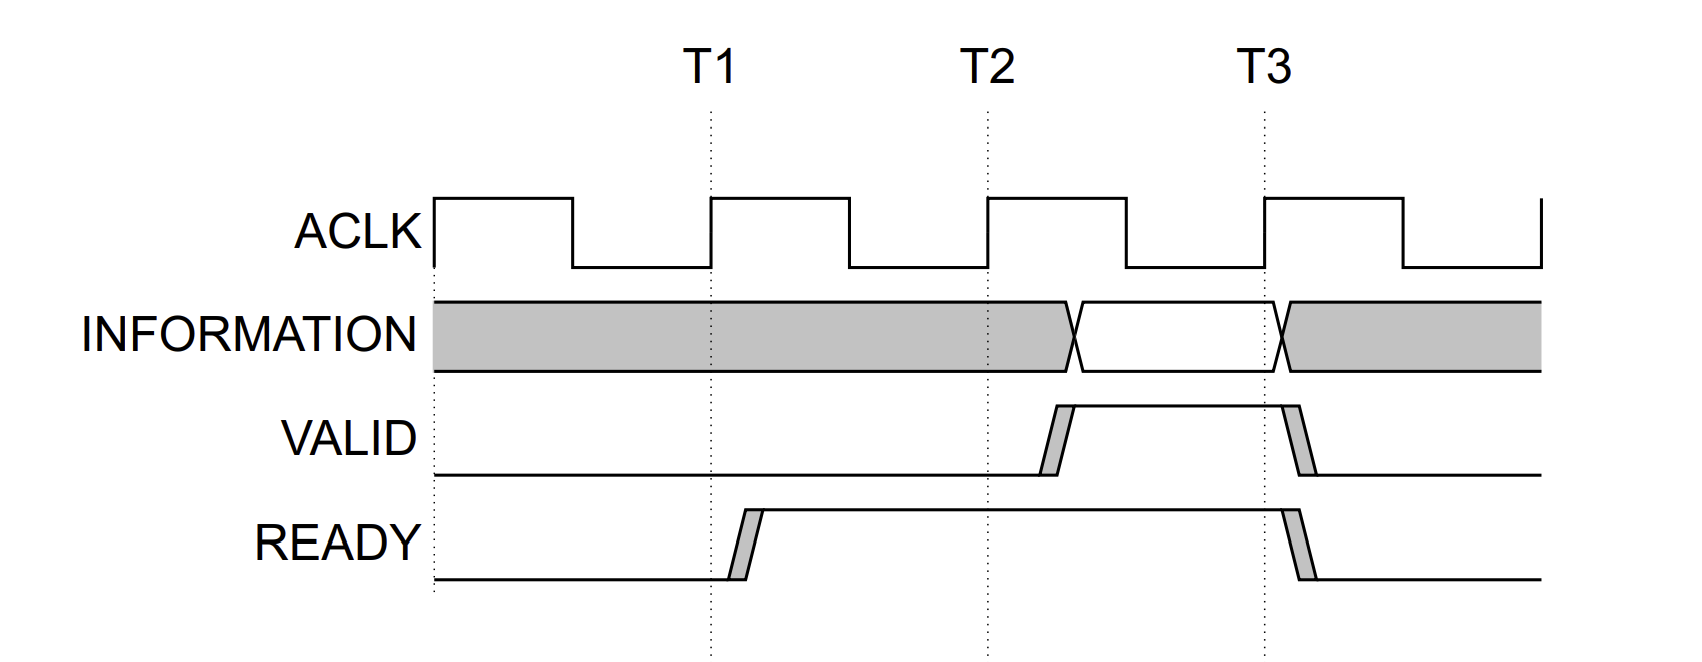 T1 T2 T3
ACLK
INFORMATION
VALID
READY